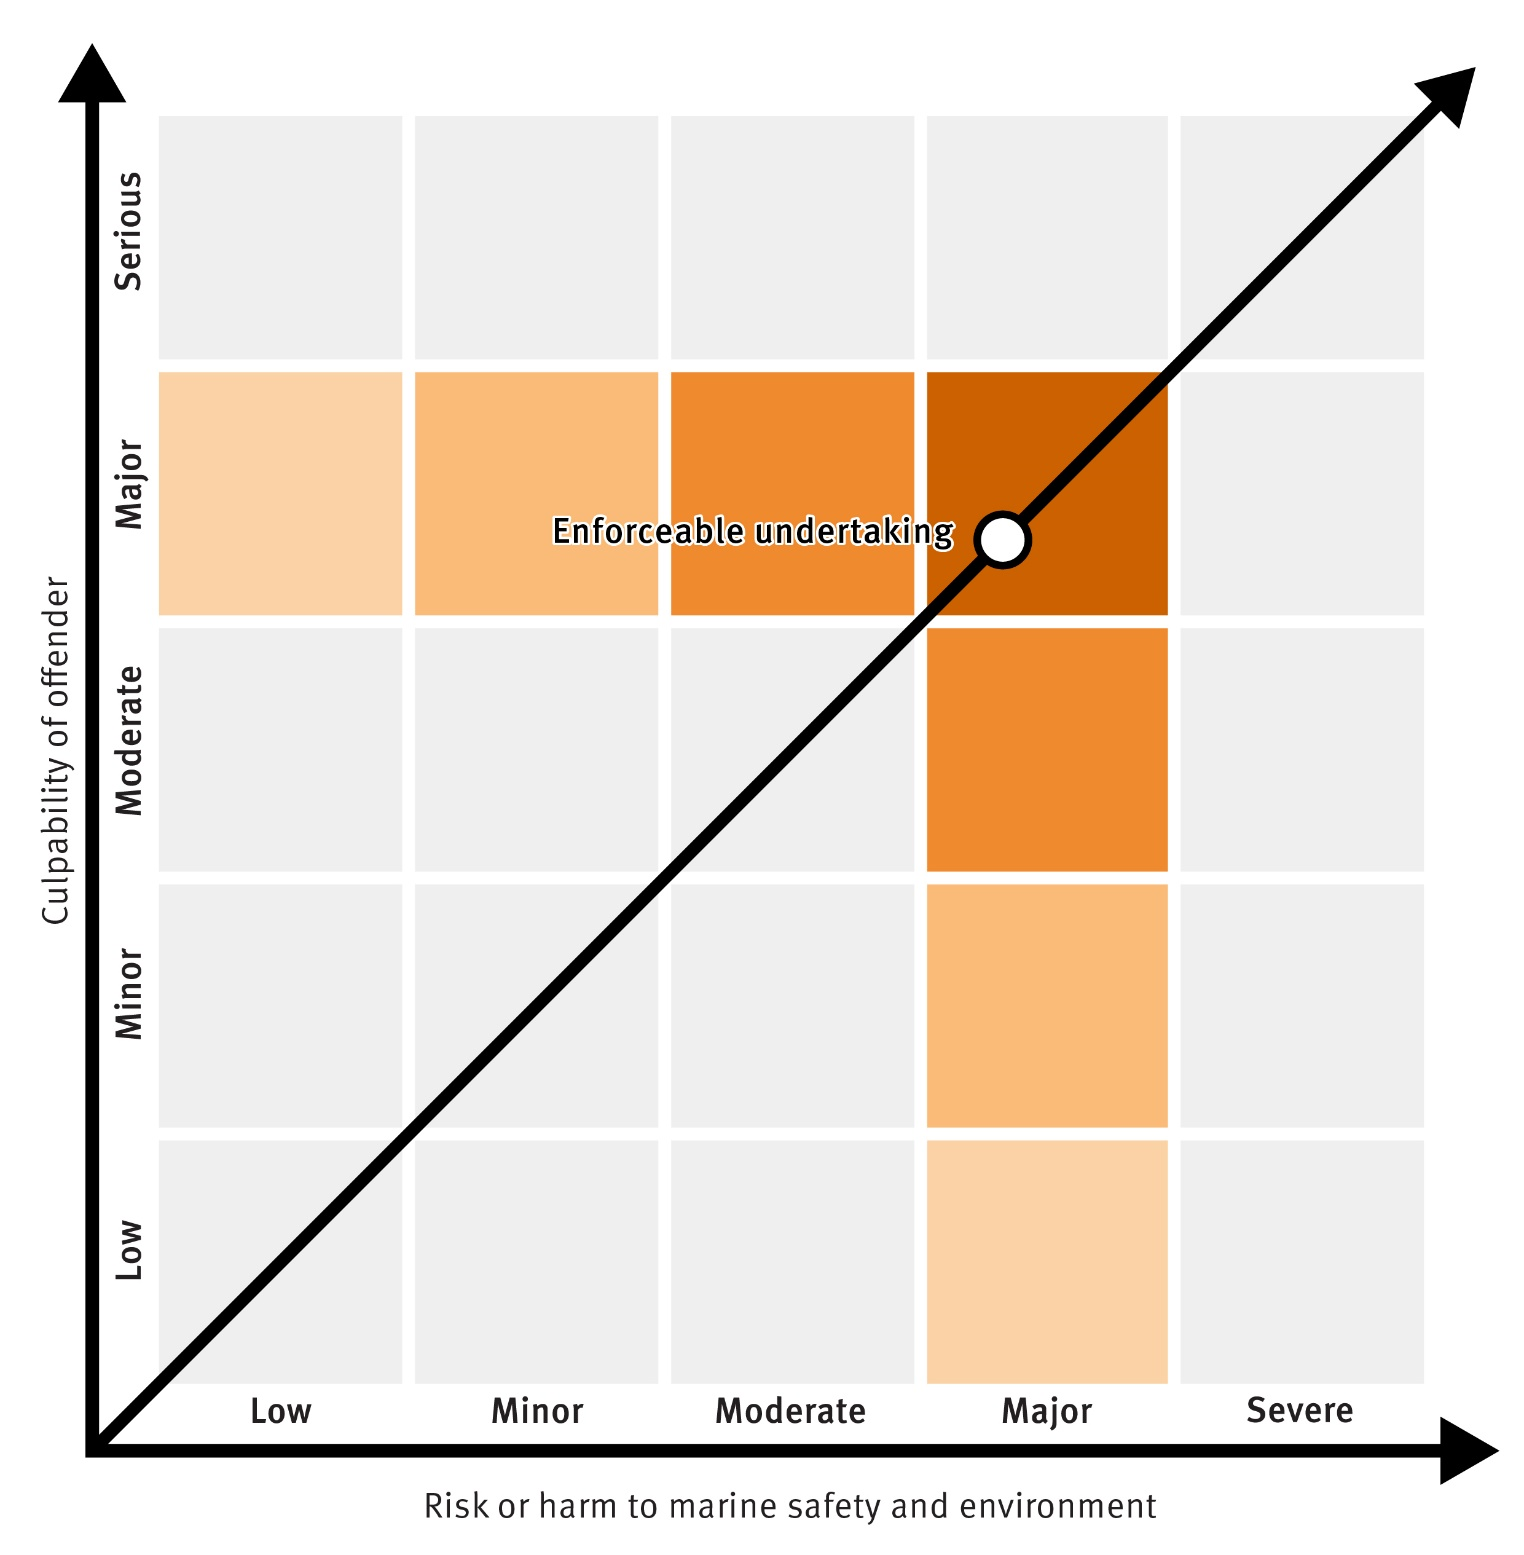 Culpability of offender
Serious
Major
Moderate
Minor
Low
Enforceable undertaking
Low
Minor
Moderate
Major
Severe
Risk or harm to marine safety and environment